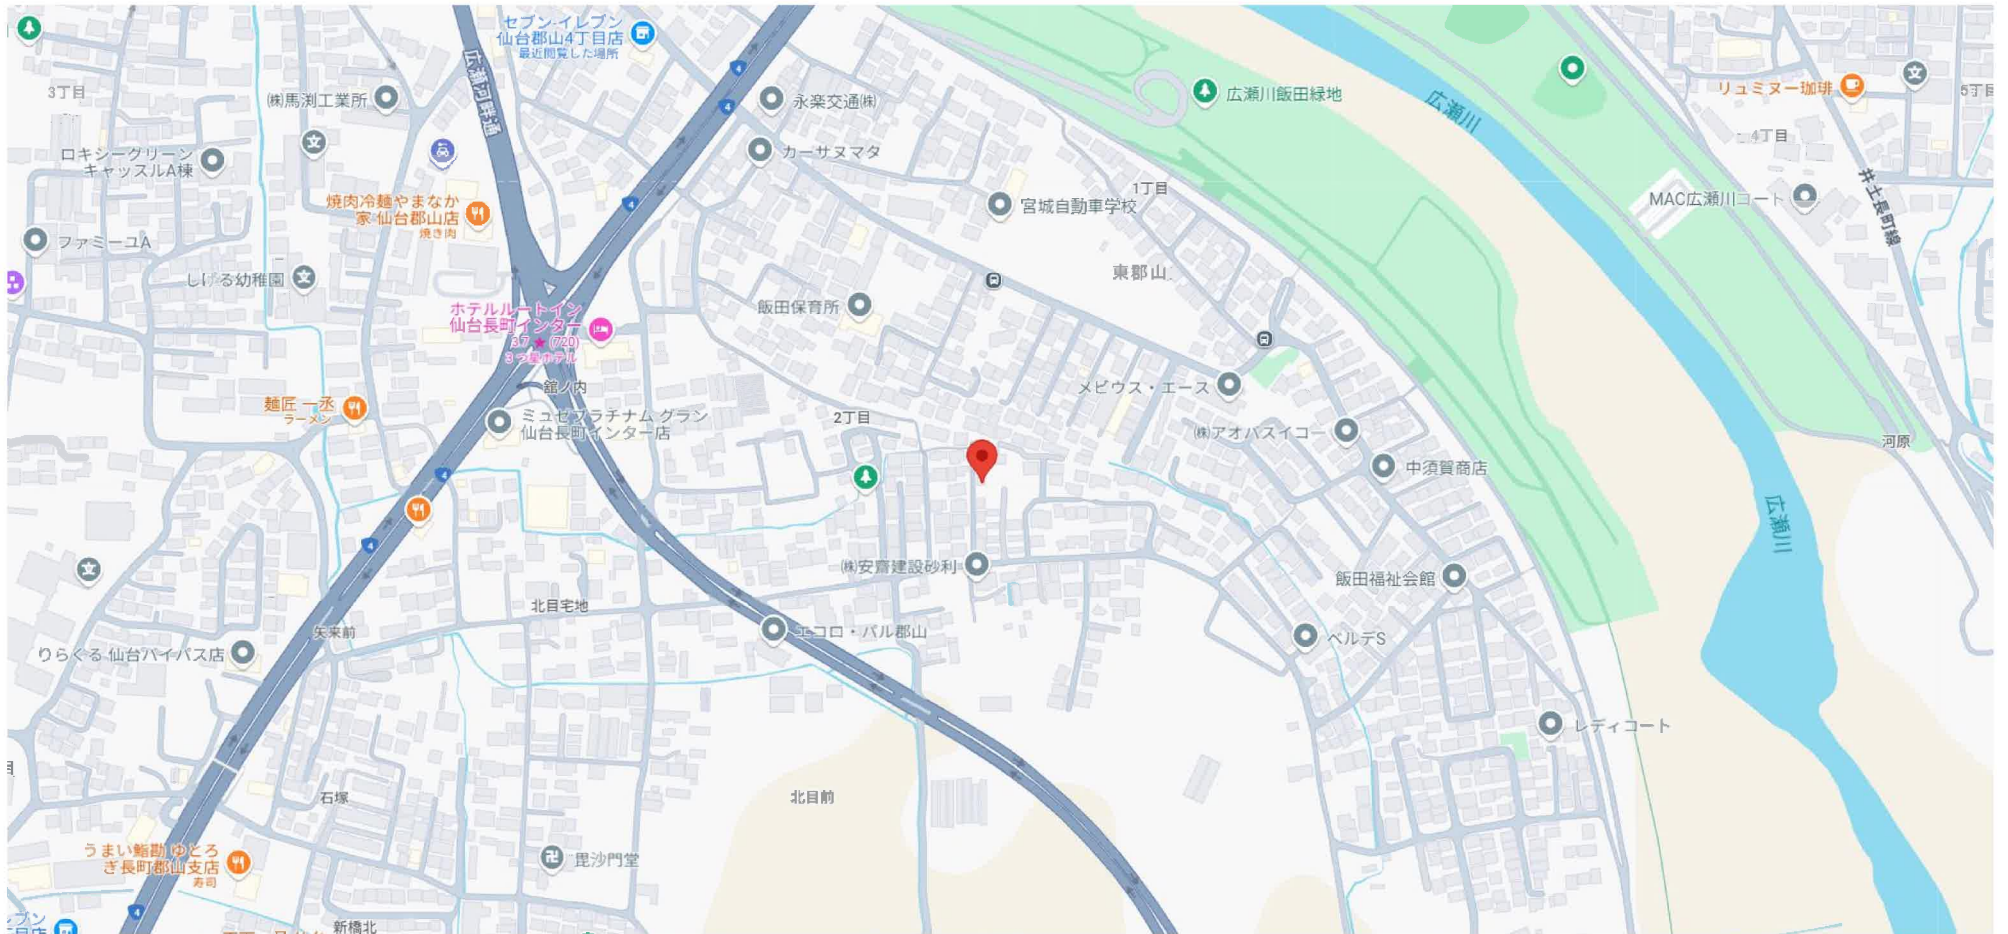 セブン-イレブン
仙台郡山4丁目店
最近閲覧した場所
広瀬河畔通
3丁目
㈱馬渕工業所
永楽交通㈱
広瀬川飯田緑地
広瀬川
リュミヌー珈琲
5丁目
4丁目
ロキシーグリーン
キャッスルA棟
カーサヌマタ
焼肉冷麺やまなか
家 仙台郡山店
焼き肉
宮城自動車学校
1丁目
MAC広瀬川コート
井土長町線
ファミーユA
しげる幼稚園
東郡山
飯田保育所
ホテルルートイン
仙台長町インター
3.7 ★ (720)
3 つ星ホテル
舘ノ内
メビウス・エース
麺匠 一丞
ラーメン
ミュゼプラチナム グラン
仙台長町インター店
2丁目
㈱アオバスイコー
河原
中須賀商店
広瀬川
㈱安齋建設砂利
飯田福祉会館
北目宅地
矢来前
エコロ・パル郡山
ベルデS
りらくる 仙台バイパス店
レディコート
石塚
北目前
うまい鮨勘 ゆとろ
ぎ長町郡山支店
寿司
毘沙門堂
新橋北
4
4
4
4
4
4